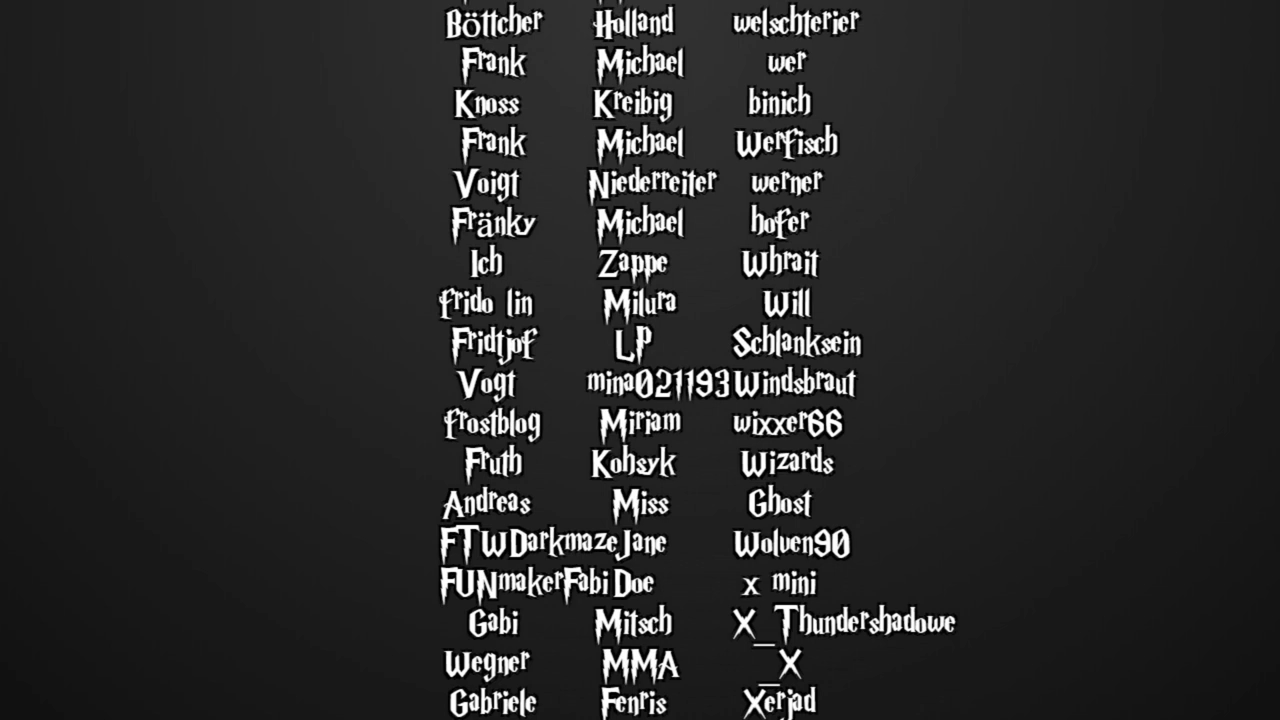 Böttcher Holland welschterier
Frank Michael wer
Knoss Kreibig binich
Frank Michael Werfisch
Voigt Niederreiter werner
Fränky Michael hofer
Ich Zappe Whrait
frido lin Milura Will
Fridtjof LP Schlanksein
Vogt mina021193 Windsbraut
frostblog Miriam wixxer66
Fruth Kohsyk Wizards
Andreas Miss Ghost
FTWDarkmaze Jane Wolven90
FUNmakerFabi Doe x mini
Gabi Mitsch X_Thundershadowe
Wegner MMA _X
Gabriele Fenris Xerjad